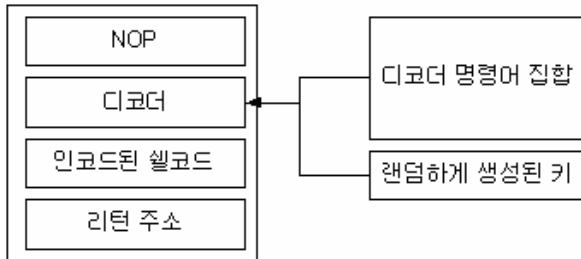 NOP
디코더
인코드된 쉘코드
리턴 주소
디코더 명령어 집합
랜덤하게 생성된 키